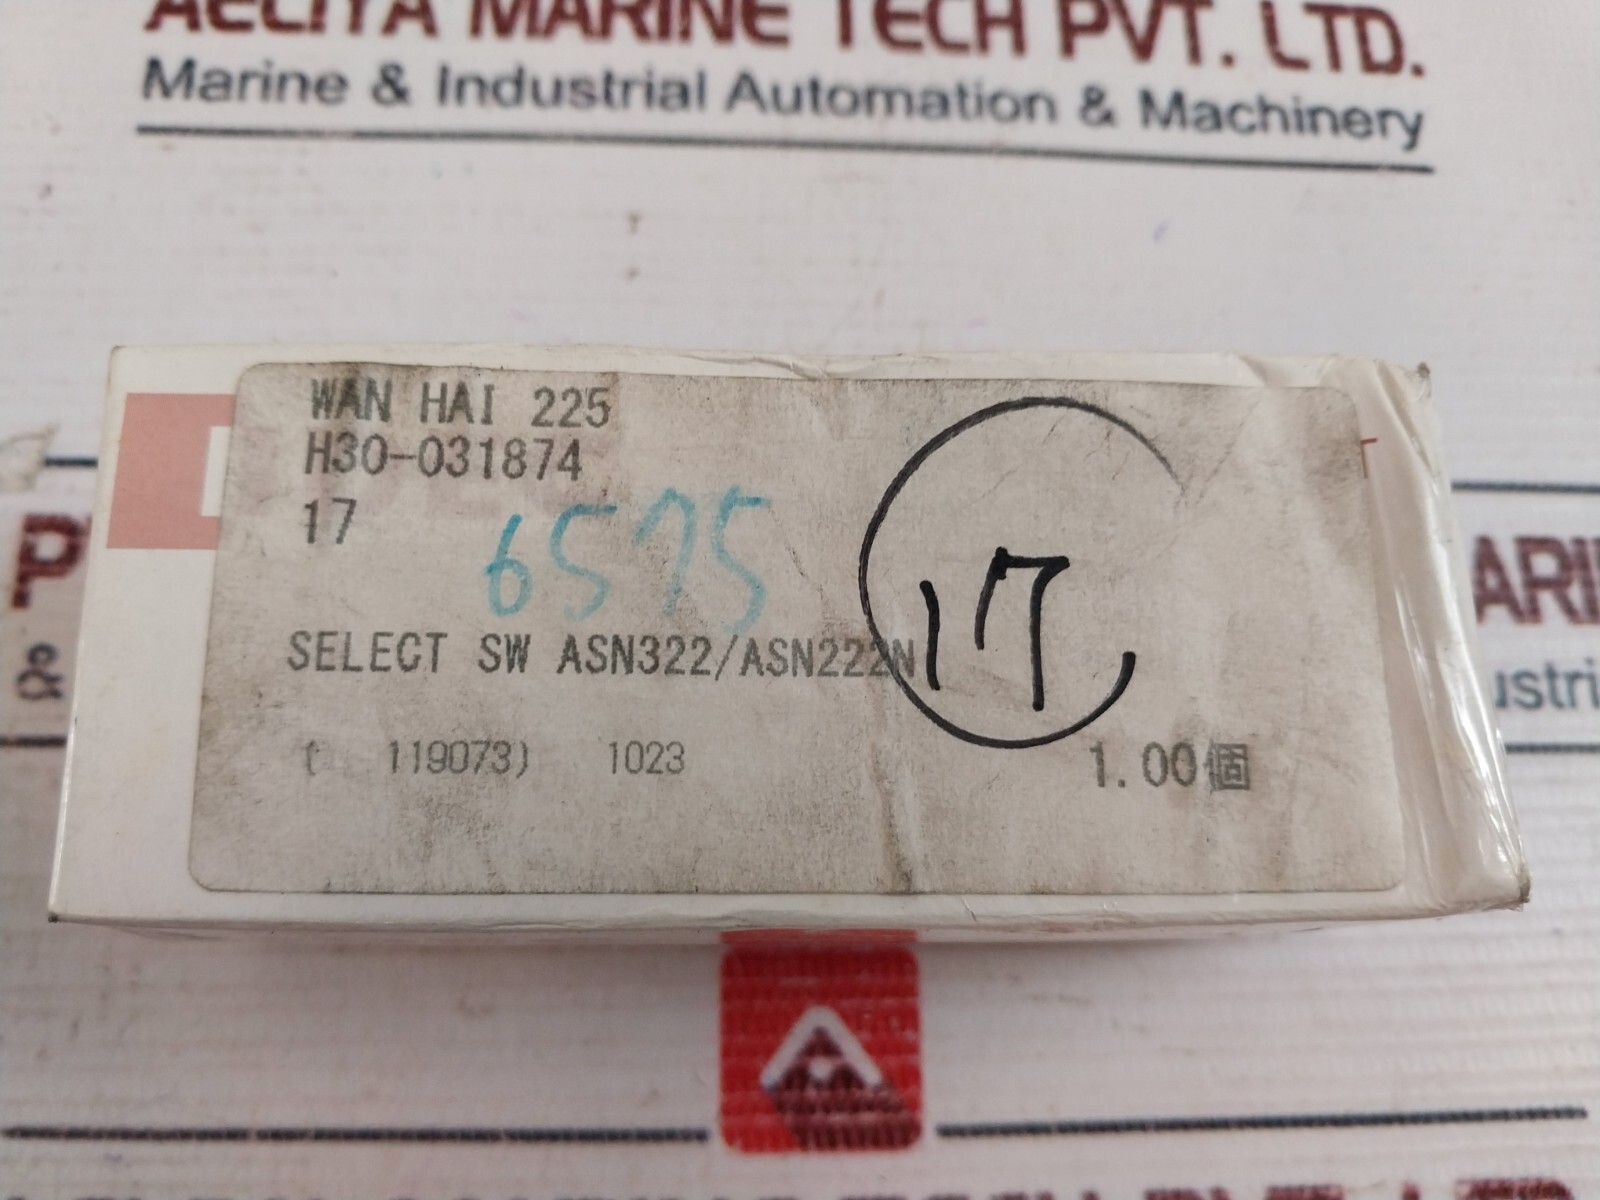 AELIYA MARINE TECH PVT. LTD.
Marine & Industrial Automation & Machinery
WAN HAI 225
H30-031874
17
6575
17
SELECT SW ASN322/ASN222N
( 119073) 1023
1.00個